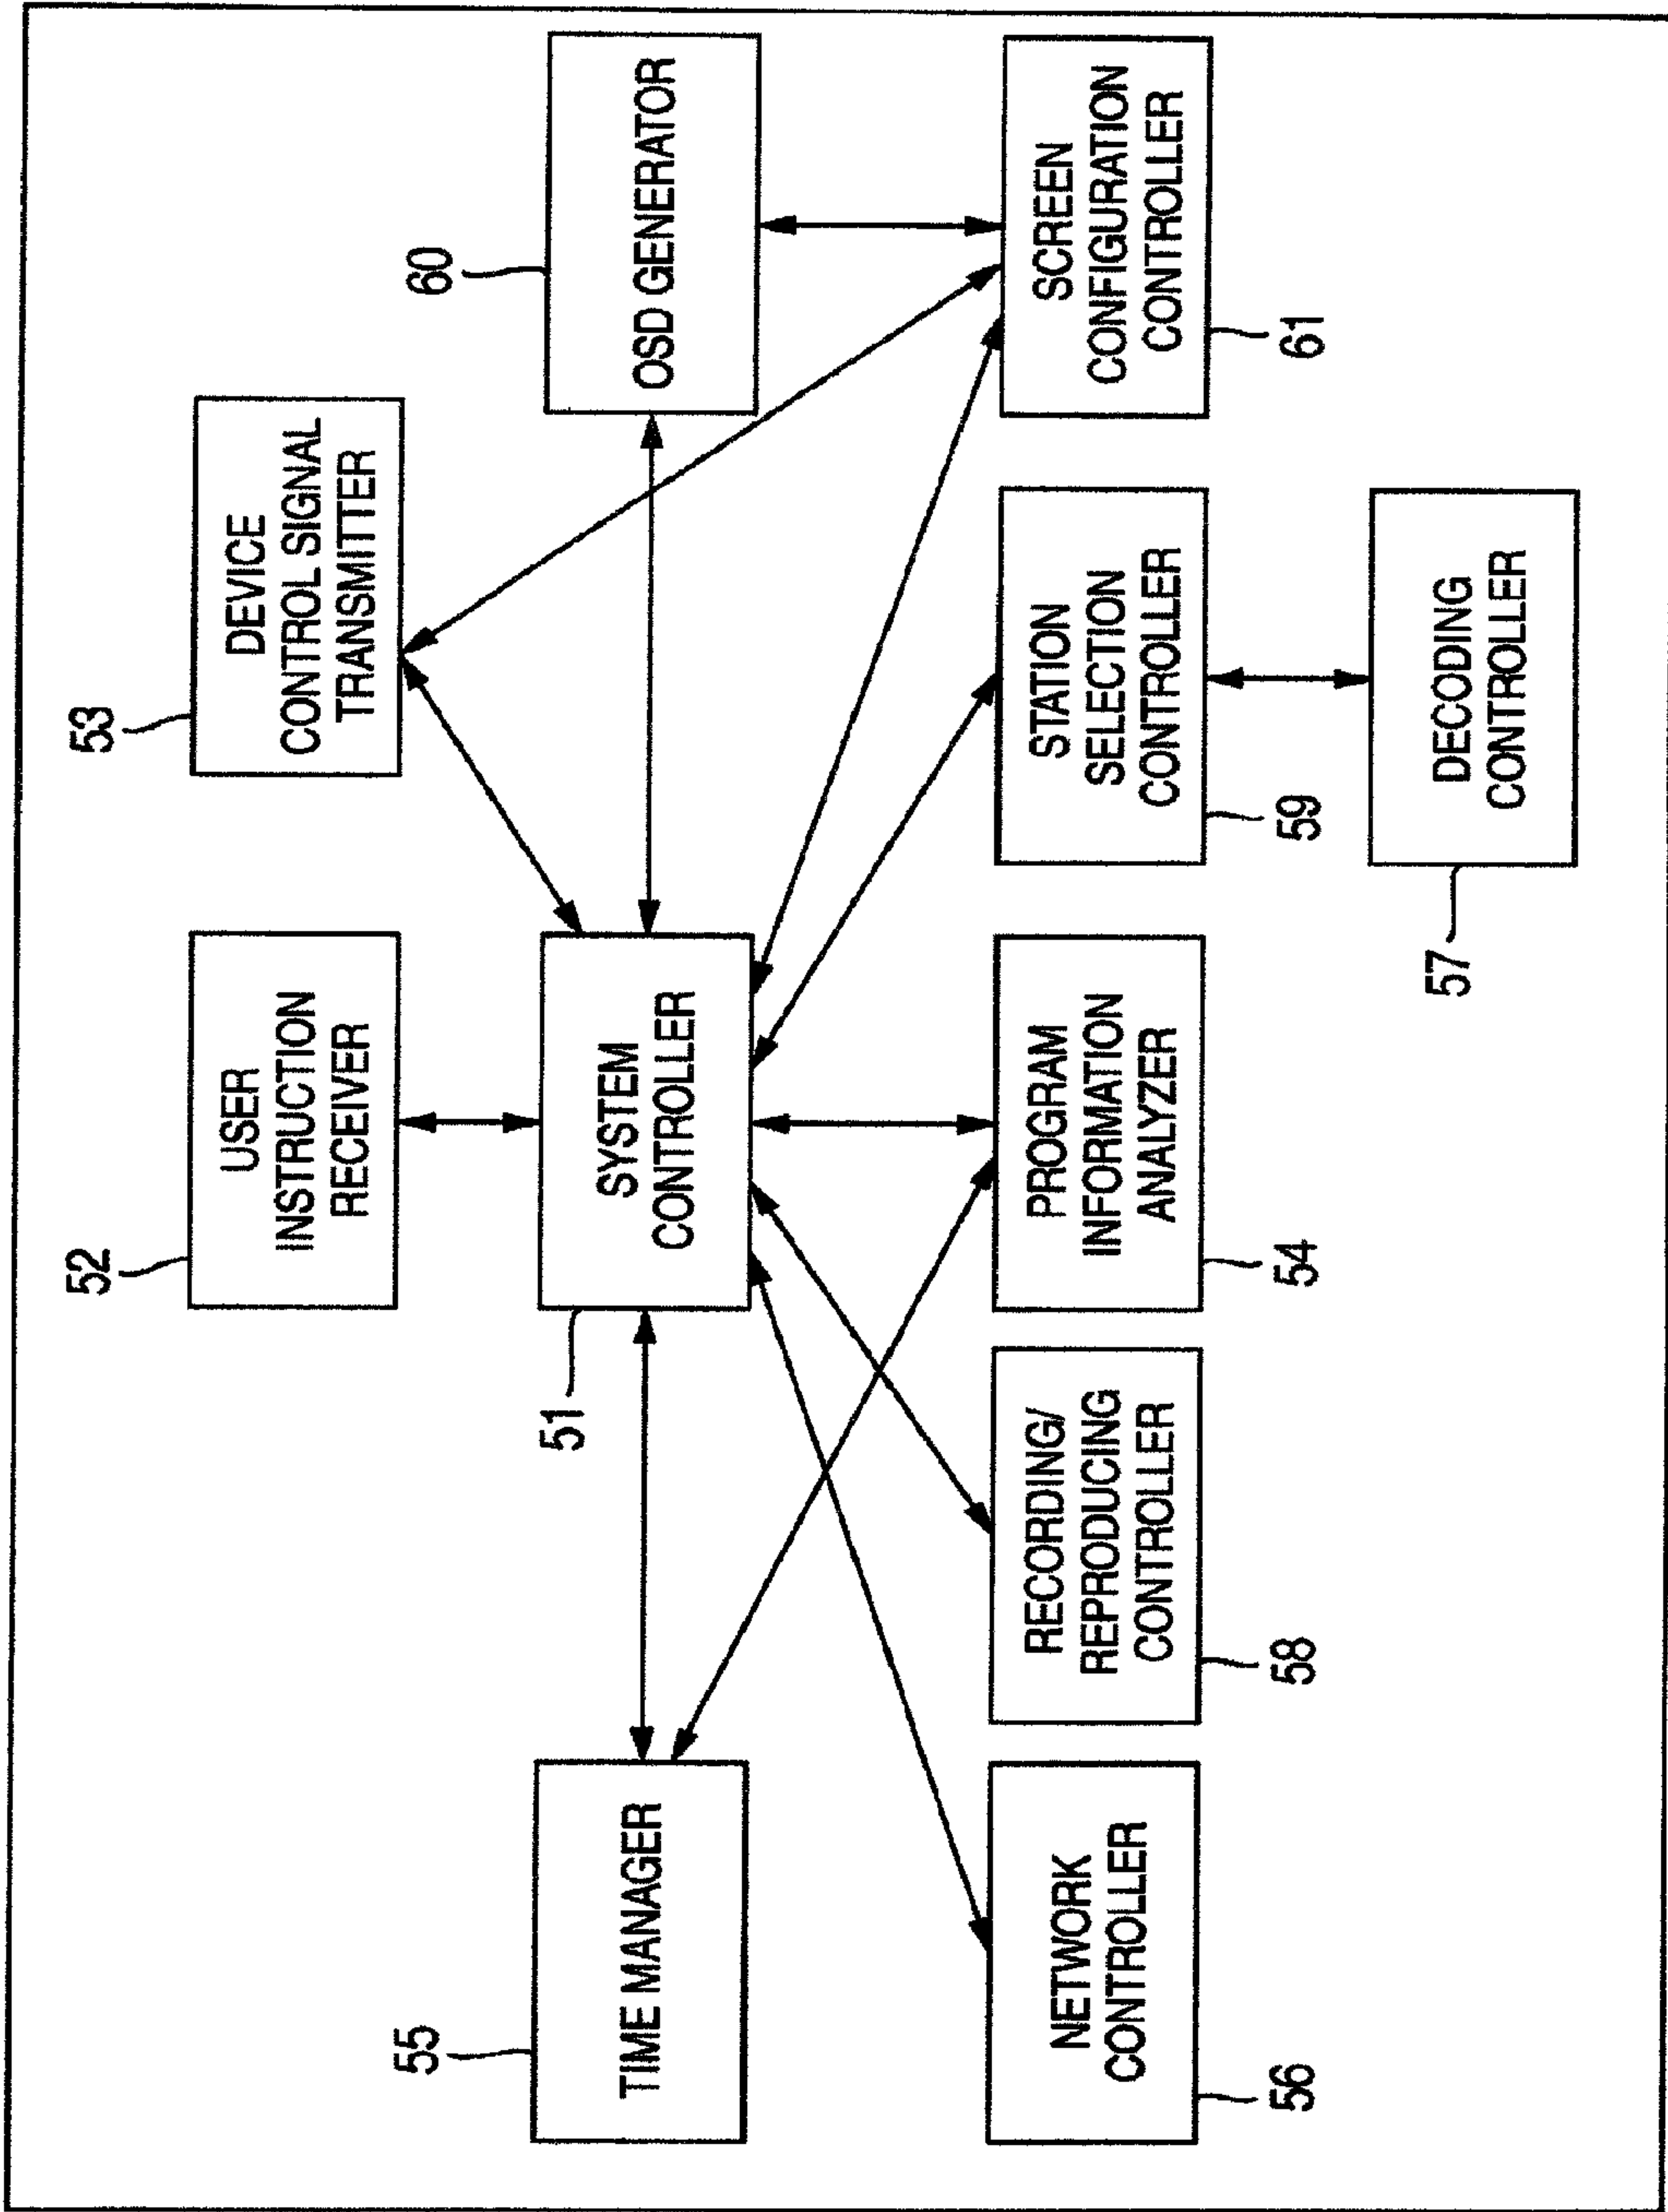 52
USER
INSTRUCTION
RECEIVER
53
DEVICE
CONTROL SIGNAL
TRANSMITTER
55
TIME MANAGER
51
SYSTEM
CONTROLLER
60
OSD GENERATOR
NETWORK
CONTROLLER
56
RECORDING/
REPRODUCING
CONTROLLER
58
PROGRAM
INFORMATION
ANALYZER
54
STATION
SELECTION
CONTROLLER
59
SCREEN
CONFIGURATION
CONTROLLER
61
57
DECODING
CONTROLLER